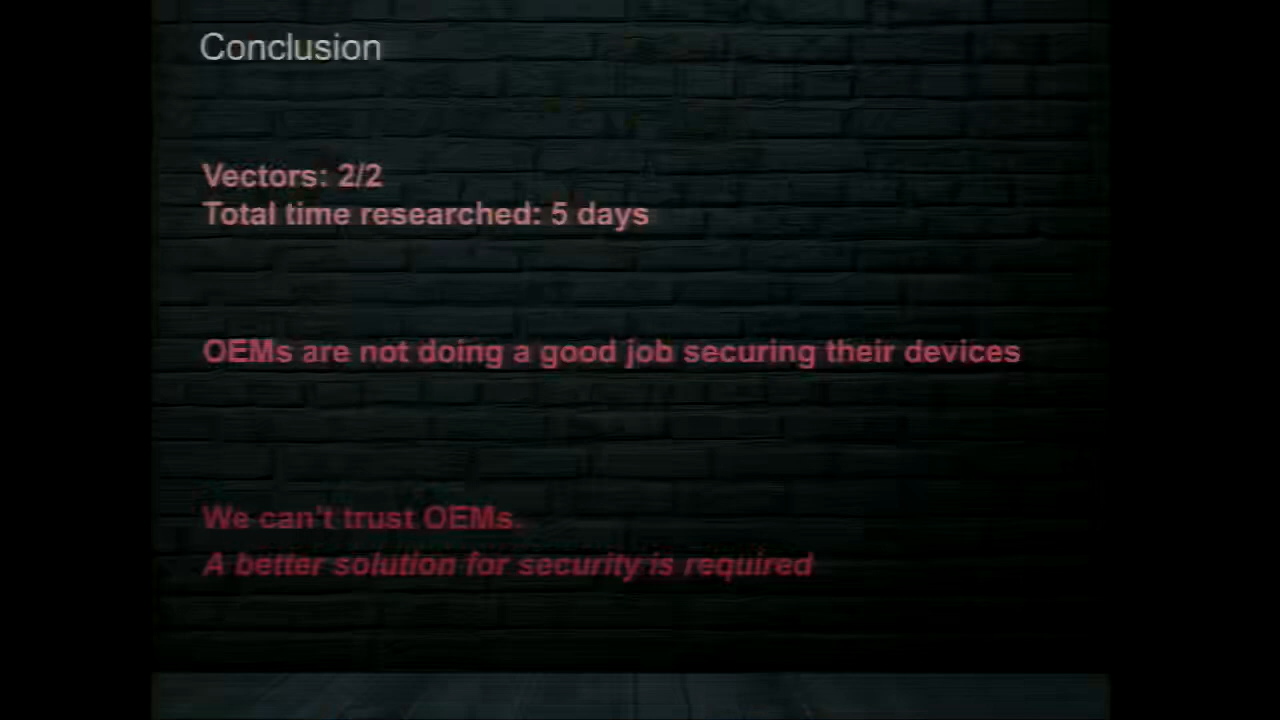 Conclusion
Vectors: 2/2
Total time researched: 5 days
OEMs are not doing a good job securing their devices
We can't trust OEMs.
A better solution for security is required